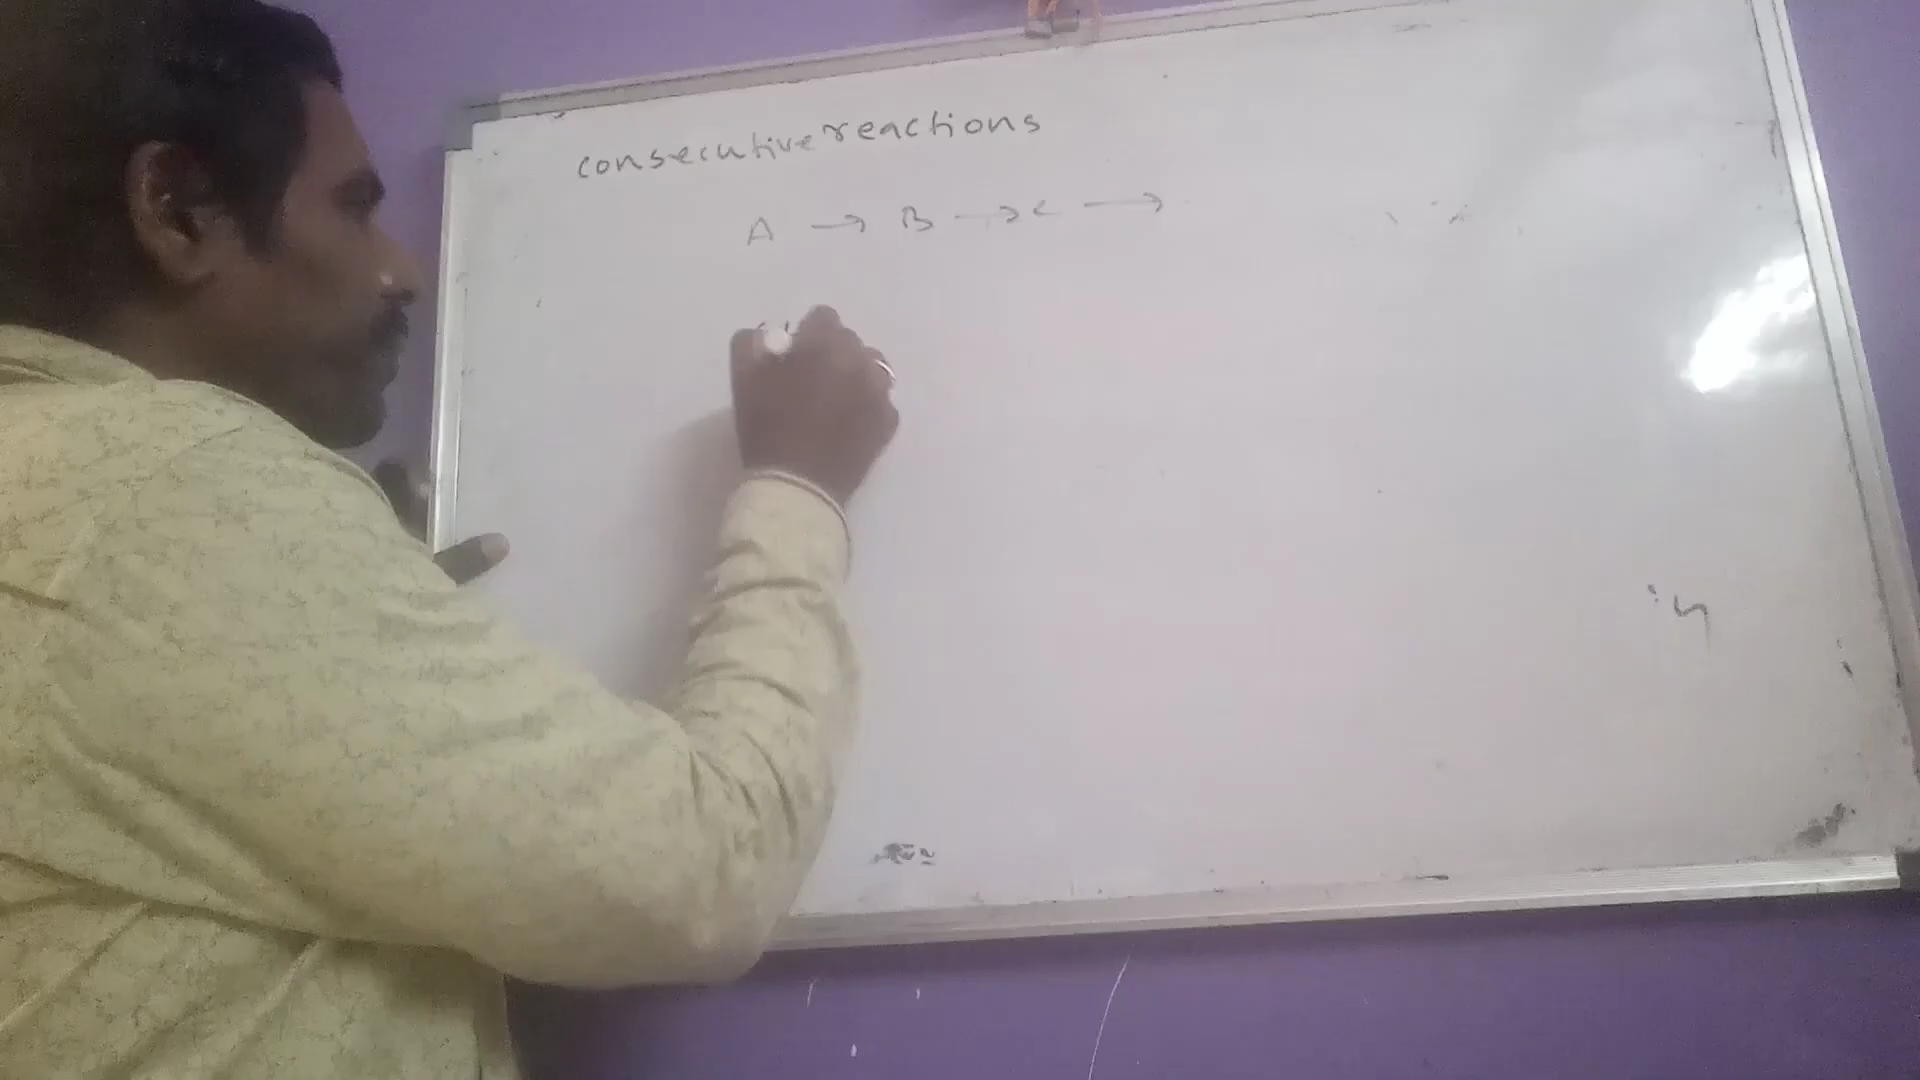 consecutive reactions
A → B → C →